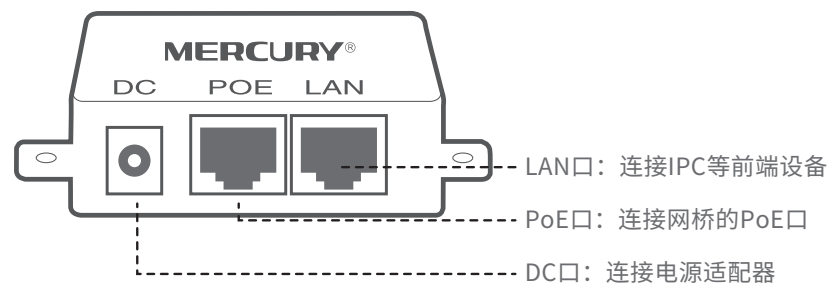 MERCURY®
DC POE LAN
LAN口：连接IPC等前端设备
PoE口：连接网桥的PoE口
DC口：连接电源适配器